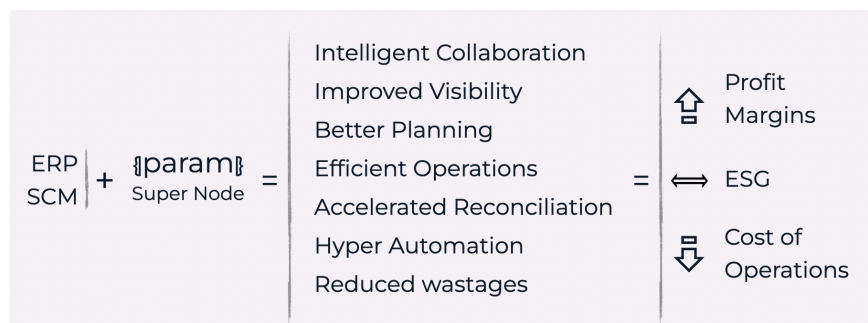 ERP
SCM
+
{param}
Super Node
=
Intelligent Collaboration
Improved Visibility
Better Planning
Efficient Operations
Accelerated Reconciliation
Hyper Automation
Reduced wastages
=
Profit
Margins
ESG
Cost of
Operations